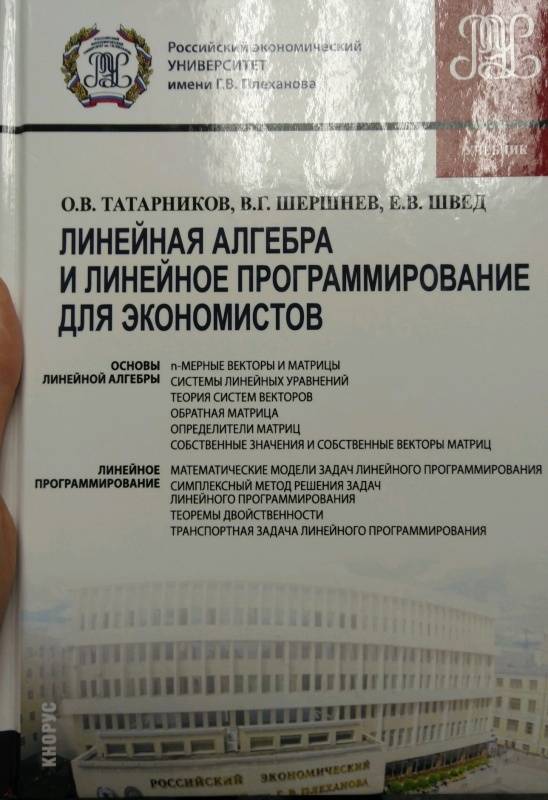 Российский экономический
УНИВЕРСИТЕТ
имени Г.В. Плеханова
УЧЕБНИК
О.В. ТАТАРНИКОВ, В.Г. ШЕРШНЕВ, Е.В. ШВЕД
ЛИНЕЙНАЯ АЛГЕБРА
И ЛИНЕЙНОЕ ПРОГРАММИРОВАНИЕ
ДЛЯ ЭКОНОМИСТОВ
ОСНОВЫ
ЛИНЕЙНОЙ АЛГЕБРЫ
n-МЕРНЫЕ ВЕКТОРЫ И МАТРИЦЫ
СИСТЕМЫ ЛИНЕЙНЫХ УРАВНЕНИЙ
ТЕОРИЯ СИСТЕМ ВЕКТОРОВ
ОБРАТНАЯ МАТРИЦА
ОПРЕДЕЛИТЕЛИ МАТРИЦ
СОБСТВЕННЫЕ ЗНАЧЕНИЯ И СОБСТВЕННЫЕ ВЕКТОРЫ МАТРИЦ
ЛИНЕЙНОЕ
ПРОГРАММИРОВАНИЕ
МАТЕМАТИЧЕСКИЕ МОДЕЛИ ЗАДАЧ ЛИНЕЙНОГО ПРОГРАММИРОВАНИЯ
СИМПЛЕКСНЫЙ МЕТОД РЕШЕНИЯ ЗАДАЧ
ЛИНЕЙНОГО ПРОГРАММИРОВАНИЯ
ТЕОРЕМЫ ДВОЙСТВЕННОСТИ
ТРАНСПОРТНАЯ ЗАДАЧА ЛИНЕЙНОГО ПРОГРАММИРОВАНИЯ
КНОРУС
РОССИЙСКИЙ ЭКОНОМИЧЕСКИЙ
Г.В. ПЛЕХАНОВА